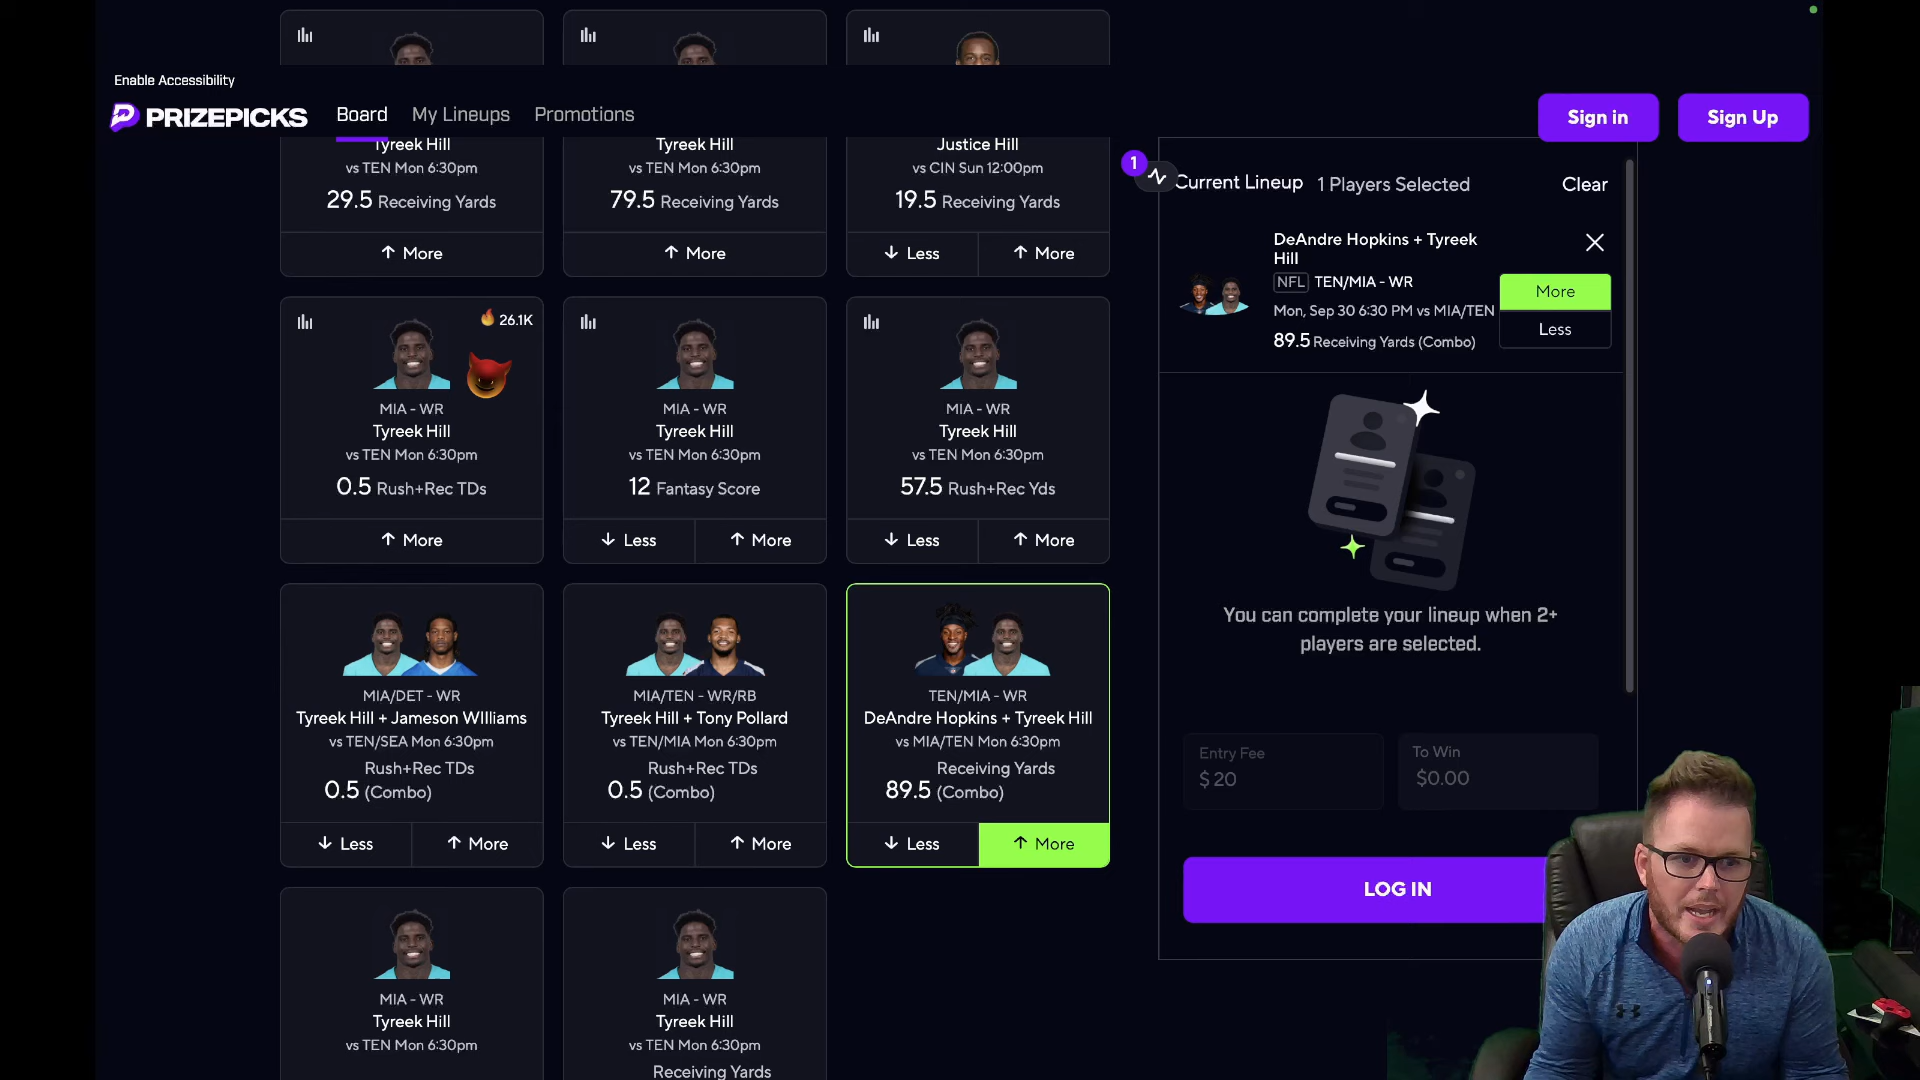 Enable Accessibility
PRIZEPICKS
Board
My Lineups
Promotions
Sign in
Sign Up
Tyreek Hill
vs TEN Mon 6:30pm
29.5 Receiving Yards
More
Tyreek Hill
vs TEN Mon 6:30pm
79.5 Receiving Yards
More
Justice Hill
vs CIN Sun 12:00pm
19.5 Receiving Yards
Less
More
26.1K
MIA - WR
Tyreek Hill
vs TEN Mon 6:30pm
0.5 Rush+Rec TDs
More
MIA - WR
Tyreek Hill
vs TEN Mon 6:30pm
12 Fantasy Score
Less
More
MIA - WR
Tyreek Hill
vs TEN Mon 6:30pm
57.5 Rush+Rec Yds
Less
More
MIA/DET - WR
Tyreek Hill + Jameson WIlliams
vs TEN/SEA Mon 6:30pm
Rush+Rec TDs
0.5 (Combo)
Less
More
MIA/TEN - WR/RB
Tyreek Hill + Tony Pollard
vs TEN/MIA Mon 6:30pm
Rush+Rec TDs
0.5 (Combo)
Less
More
TEN/MIA - WR
DeAndre Hopkins + Tyreek Hill
vs MIA/TEN Mon 6:30pm
Receiving Yards
89.5 (Combo)
Less
More
MIA - WR
Tyreek Hill
vs TEN Mon 6:30pm
MIA - WR
Tyreek Hill
vs TEN Mon 6:30pm
Receiving Yards
1
Current Lineup
1 Players Selected
Clear
DeAndre Hopkins + Tyreek
Hill
NFL TEN/MIA - WR
Mon, Sep 30 6:30 PM vs MIA/TEN
89.5 Receiving Yards (Combo)
More
Less
You can complete your lineup when 2+
players are selected.
Entry Fee
$ 20
To Win
$0.00
LOG IN